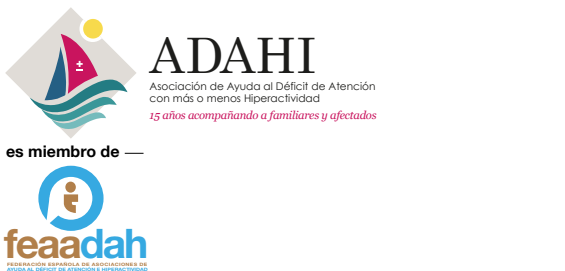 ±
ADAHI
Asociación de Ayuda al Déficit de Atención
con más o menos Hiperactividad
15 años acompañando a familiares y afectados
es miembro de —
feaadah
FEDERACIÓN ESPAÑOLA DE ASOCIACIONES DE
AYUDA AL DÉFICIT DE ATENCIÓN E HIPERACTIVIDAD